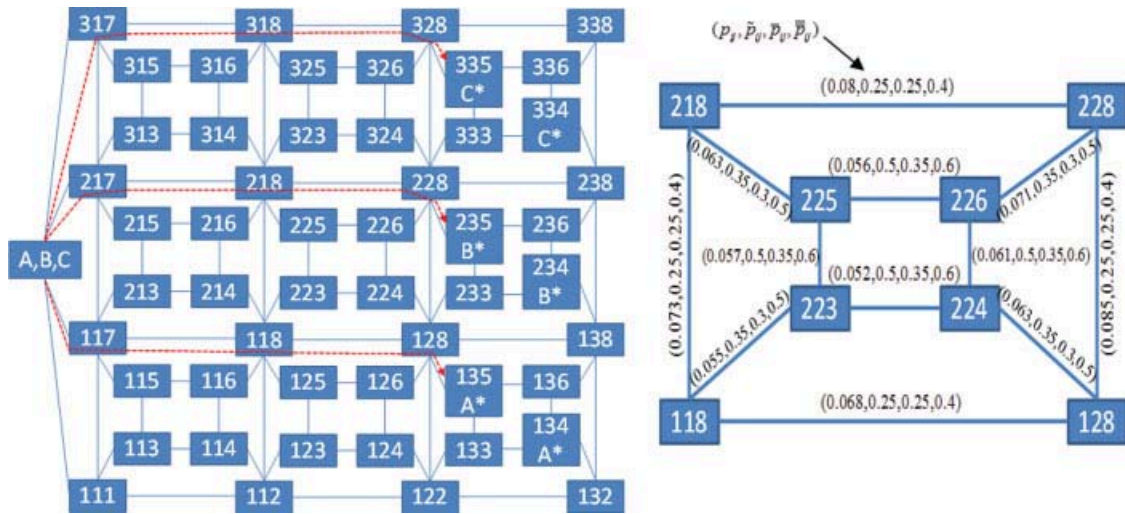 317 318 328 338
315 316 325 326 335 C* 336
334 C*
313 314 323 324 333
217 218 228 238
215 216 225 226 235 B* 236
A,B,C
234 B*
213 214 223 224 233
117 118 128 138
115 116 125 126 135 A* 136
134 A*
113 114 123 124 133
111 112 122 132
(p_ij, p̃_ij, p̄_ij, p̿_ij)
(0.08,0.25,0.25,0.4)
218 228
(0.063,0.35,0.3,0.5)
(0.056,0.5,0.35,0.6)
(0.071,0.35,0.3,0.5)
225 226
(0.073,0.25,0.25,0.4)
(0.057,0.5,0.35,0.6)
(0.061,0.5,0.35,0.6)
(0.085,0.25,0.25,0.4)
(0.052,0.5,0.35,0.6)
223 224
(0.055,0.35,0.3,0.5)
(0.063,0.35,0.3,0.5)
(0.068,0.25,0.25,0.4)
118 128